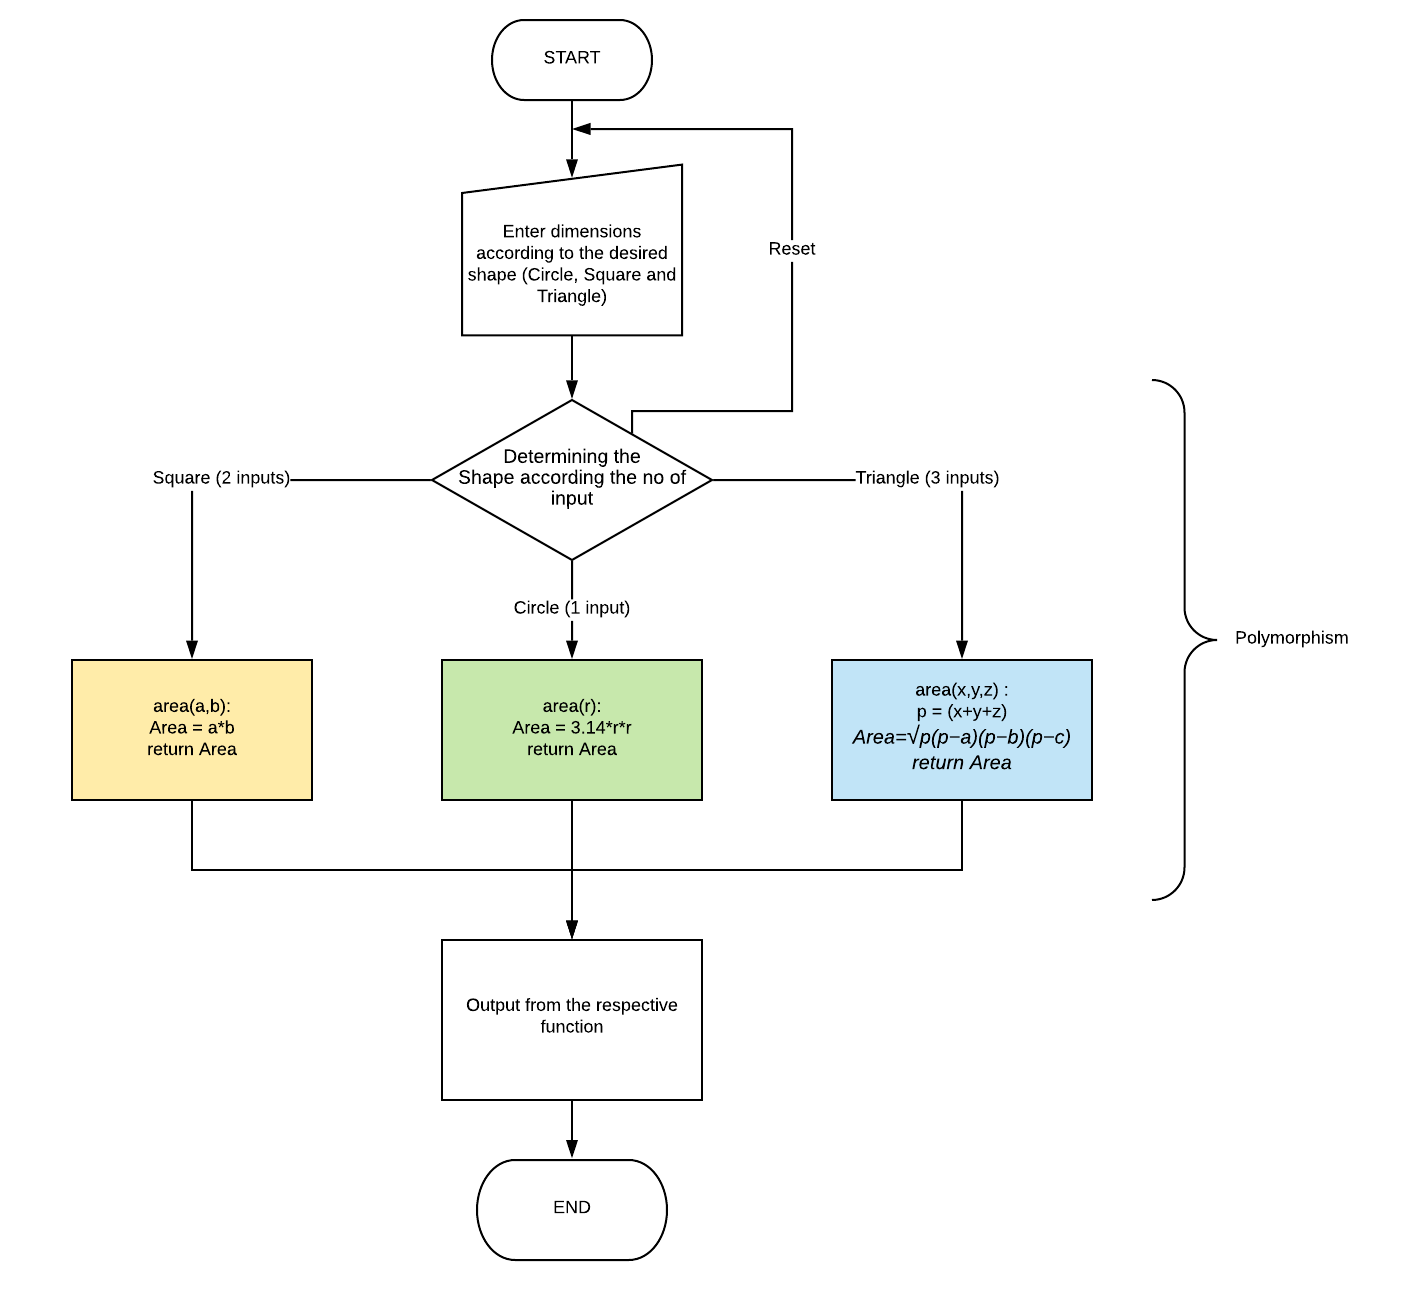 START
Reset
Enter dimensions
according to the desired
shape (Circle, Square and
Triangle)
Determining the
Shape according the no of
input
Square (2 inputs)
Triangle (3 inputs)
Circle (1 input)
Polymorphism
area(a,b):
Area = a*b
return Area
area(r):
Area = 3.14*r*r
return Area
area(x,y,z) :
p = (x+y+z)
Area=√p(p−a)(p−b)(p−c)
return Area
Output from the respective
function
END